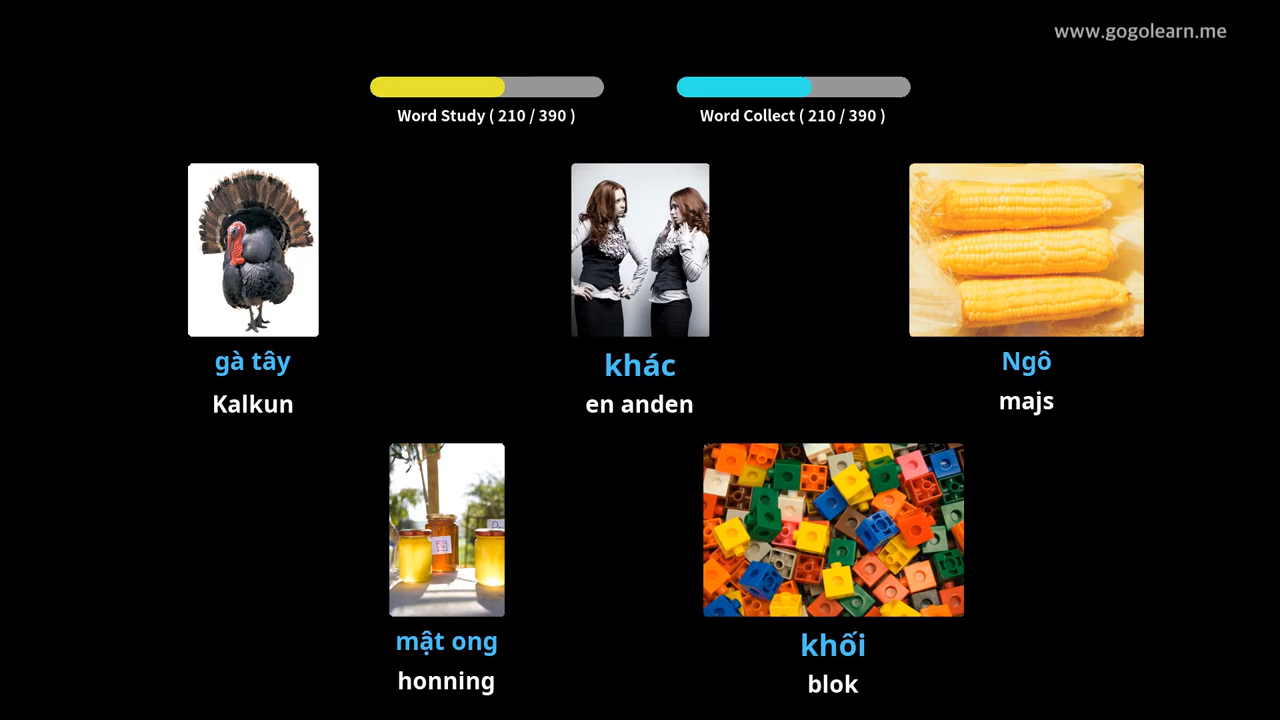 www.gogolearn.me
Word Study ( 210 / 390 )
Word Collect ( 210 / 390 )
gà tây
khác
Ngô
Kalkun
en anden
majs
mật ong
khối
honning
blok